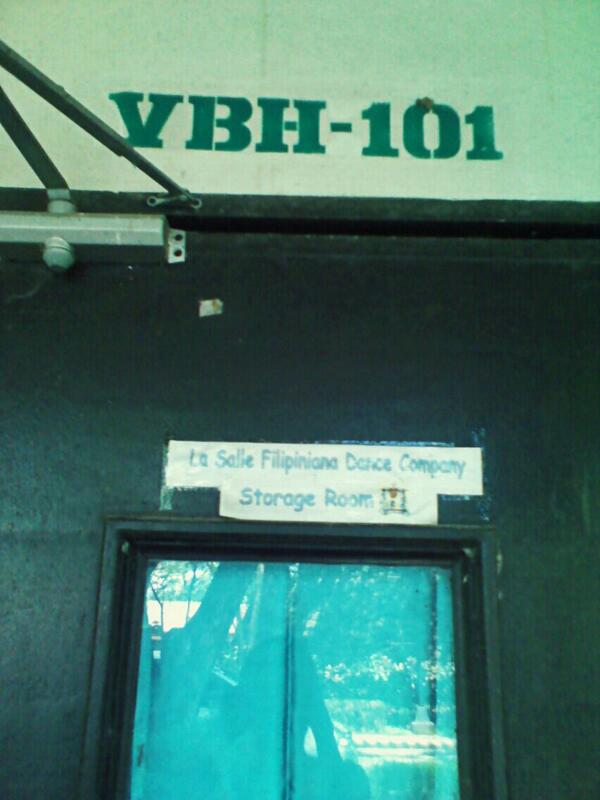 VBH-101
La Salle Filipiniana Dance Company
Storage Room